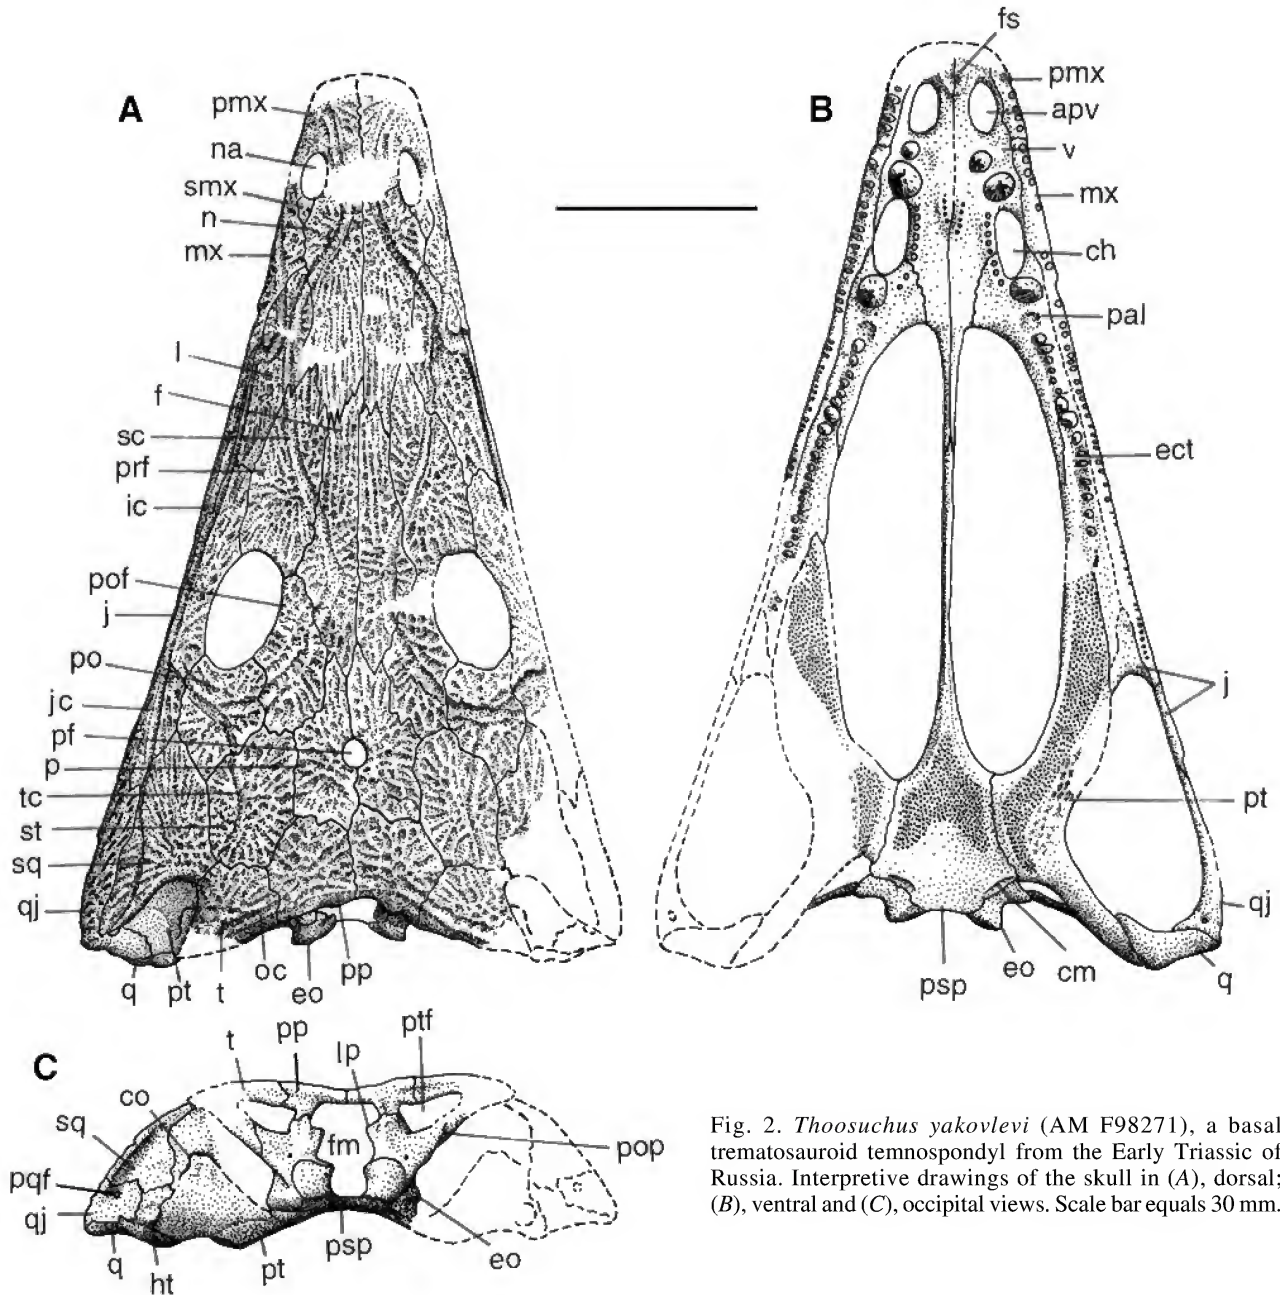 A
pmx
na
smx
n
mx
l
f
sc
prf
ic
pof
j
po
jc
pf
p
tc
st
sq
qj
q
pt
t
oc
eo
pp
B
fs
pmx
apv
v
mx
ch
pal
ect
j
pt
qj
q
cm
eo
psp
C
t
pp
lp
ptf
co
sq
pqf
qj
q
ht
pt
psp
eo
pop
fm
Fig. 2. Thoosuchus yakovlevi (AM F98271), a basal
trematosauroid temnospondyl from the Early Triassic of
Russia. Interpretive drawings of the skull in (A), dorsal;
(B), ventral and (C), occipital views. Scale bar equals 30 mm.